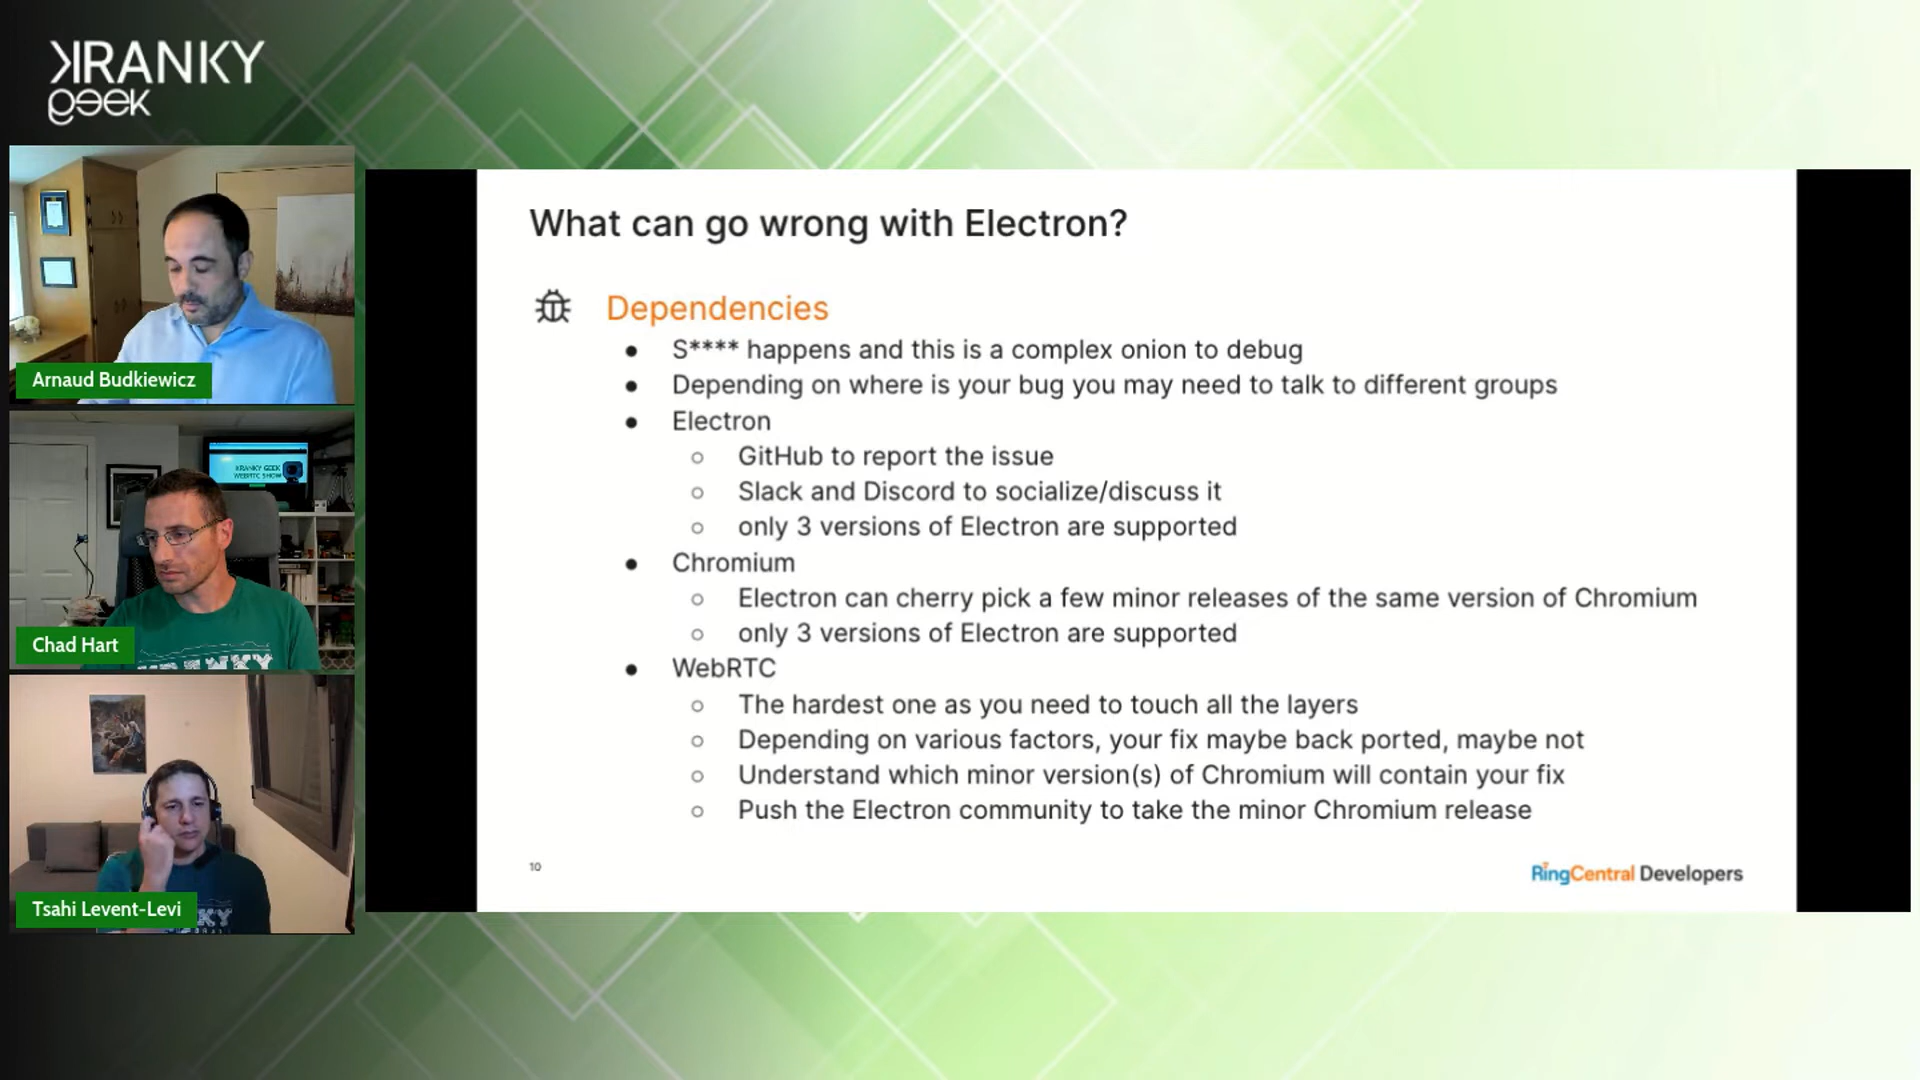 KRANKY
geek
Arnaud Budkiewicz
KRANKY GEEK
WEBRTC SHOW
Chad Hart
Tsahi Levent-Levi
What can go wrong with Electron?
Dependencies
● S**** happens and this is a complex onion to debug
● Depending on where is your bug you may need to talk to different groups
● Electron
○ GitHub to report the issue
○ Slack and Discord to socialize/discuss it
○ only 3 versions of Electron are supported
● Chromium
○ Electron can cherry pick a few minor releases of the same version of Chromium
○ only 3 versions of Electron are supported
● WebRTC
○ The hardest one as you need to touch all the layers
○ Depending on various factors, your fix maybe back ported, maybe not
○ Understand which minor version(s) of Chromium will contain your fix
○ Push the Electron community to take the minor Chromium release
10
RingCentral Developers